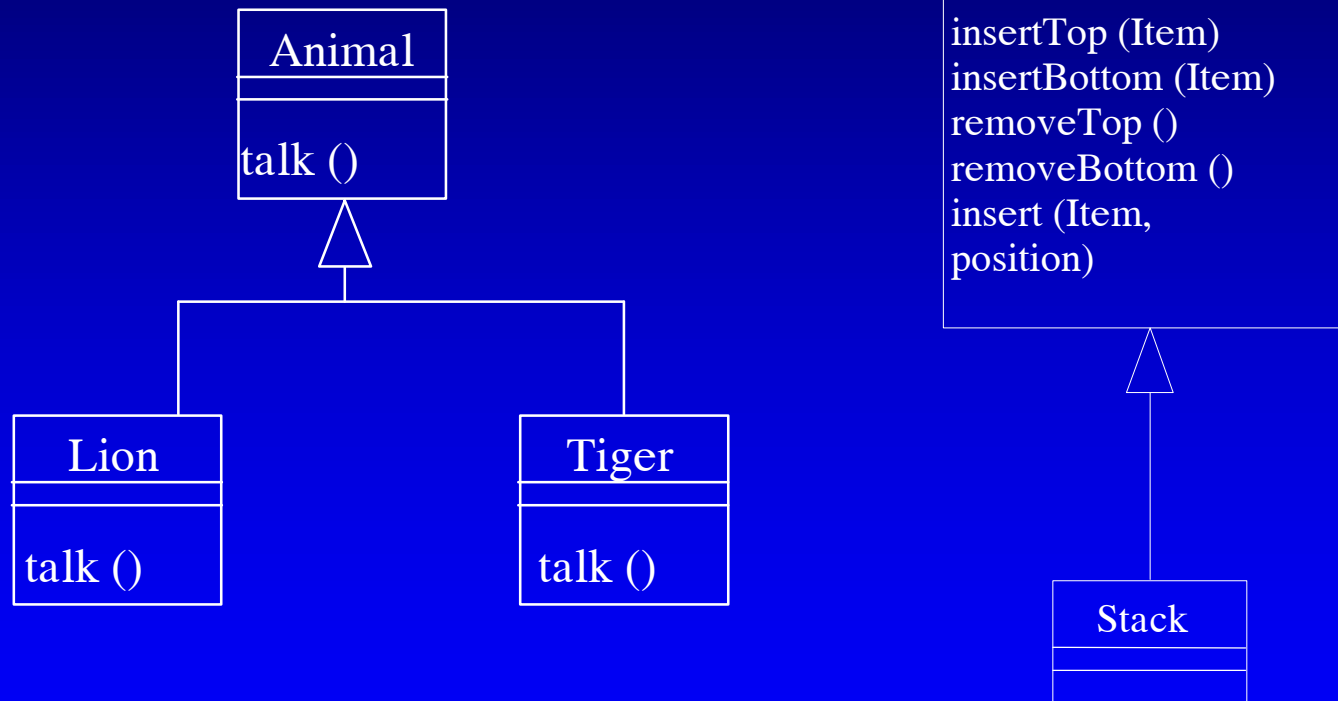 Animal
talk ()
Lion
talk ()
Tiger
talk ()
insertTop (Item)
insertBottom (Item)
removeTop ()
removeBottom ()
insert (Item,
position)
Stack